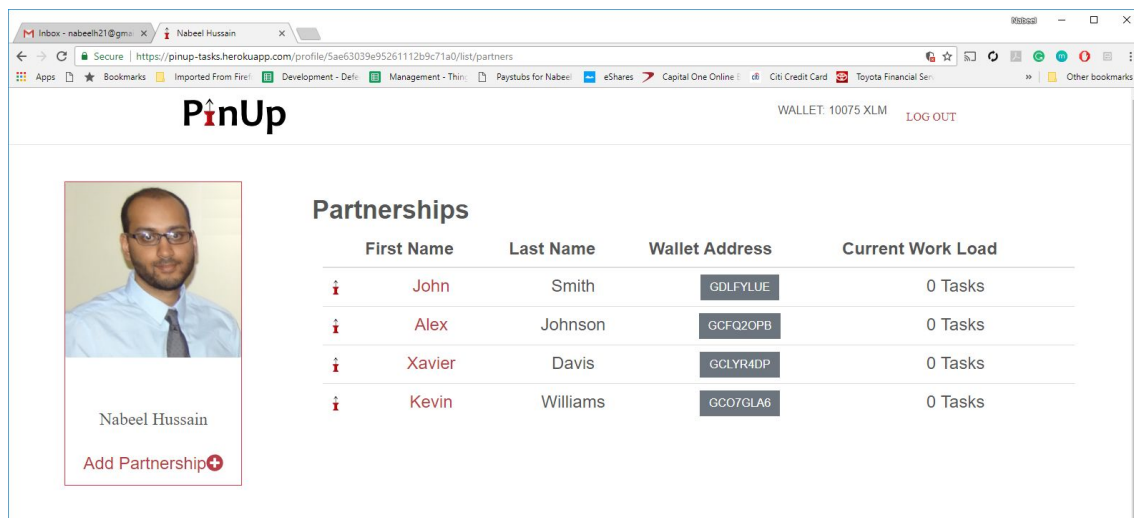 Nabeel
Inbox - nabeelh21@gmai
Nabeel Hussain
Secure | https://pinup-tasks.herokuapp.com/profile/5ae63039e95261112b9c71a0/list/partners
Apps Bookmarks Imported From Firef Development - Defe Management - Thing Paystubs for Nabeel eShares Capital One Online Citi Credit Card Toyota Financial Ser » Other bookmarks
PinUp
WALLET: 10075 XLM LOG OUT
Partnerships
First Name Last Name Wallet Address Current Work Load
John Smith GDLFYLUE 0 Tasks
Alex Johnson GCFQ2OPB 0 Tasks
Xavier Davis GCLYR4DP 0 Tasks
Kevin Williams GCO7GLA6 0 Tasks
Nabeel Hussain
Add Partnership